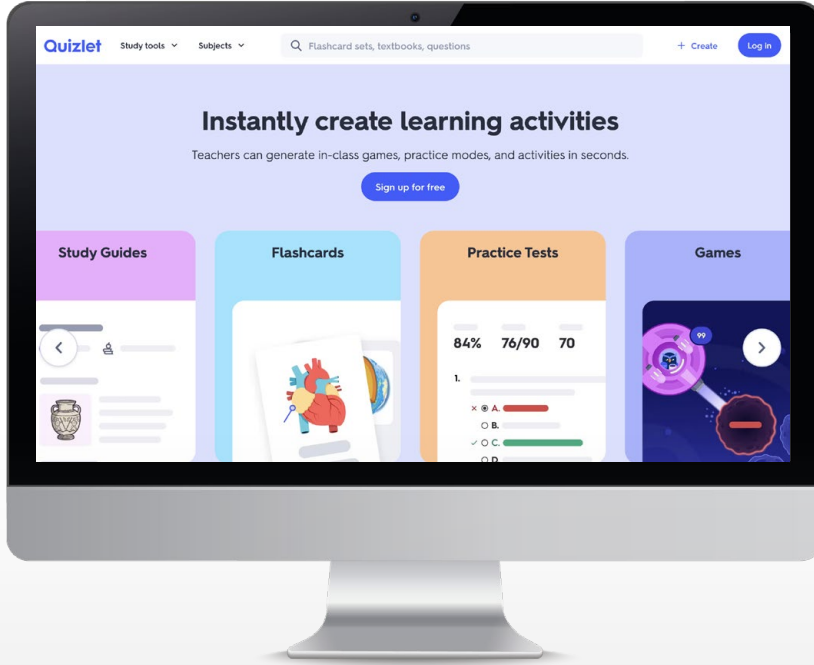 Quizlet Study tools Subjects Flashcard sets, textbooks, questions + Create Log in
Instantly create learning activities
Teachers can generate in-class games, practice modes, and activities in seconds.
Sign up for free
Study Guides Flashcards Practice Tests Games
84% 76/90 70
99
1.
A.
B.
C.
D